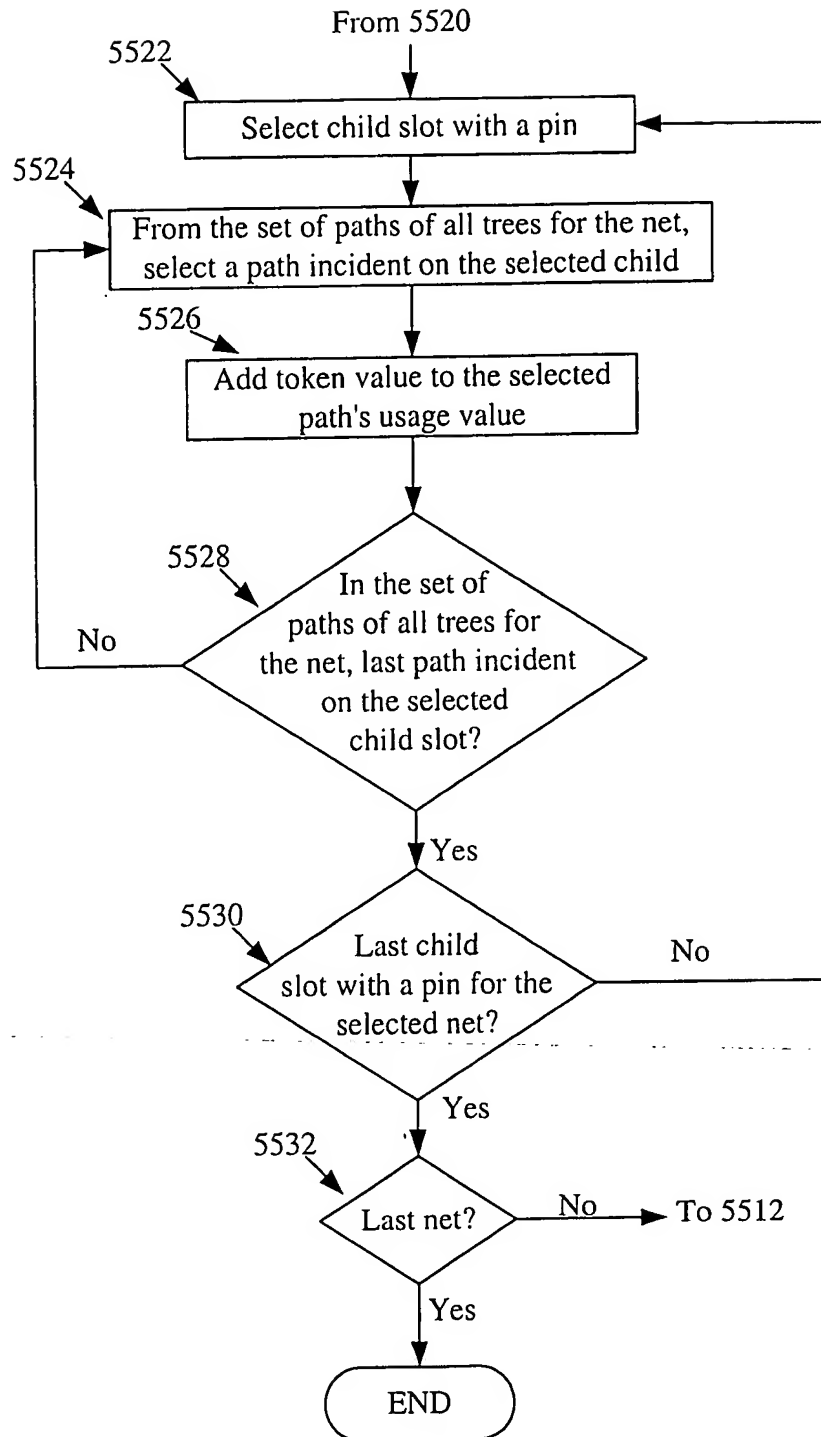 From 5520
5522
Select child slot with a pin
5524
From the set of paths of all trees for the net,
select a path incident on the selected child
5526
Add token value to the selected
path's usage value
5528
In the set of
paths of all trees for
the net, last path incident
on the selected
child slot?
No
Yes
5530
Last child
slot with a pin for the
selected net?
No
Yes
5532
Last net?
No
To 5512
Yes
END